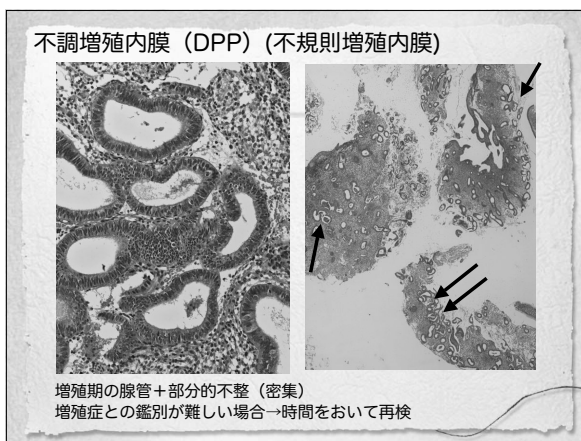 不調増殖内膜（DPP）(不規則増殖内膜)
増殖期の腺管＋部分的不整（密集）
増殖症との鑑別が難しい場合→時間をおいて再検